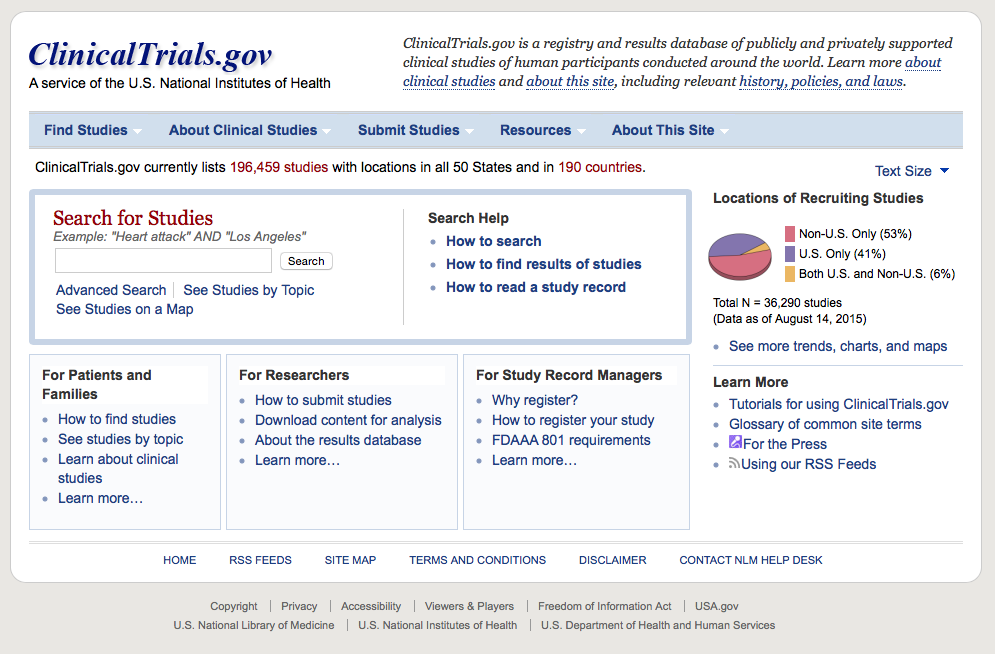 ClinicalTrials.gov
A service of the U.S. National Institutes of Health
ClinicalTrials.gov is a registry and results database of publicly and privately supported
clinical studies of human participants conducted around the world. Learn more about
clinical studies and about this site, including relevant history, policies, and laws.
Find Studies
About Clinical Studies
Submit Studies
Resources
About This Site
ClinicalTrials.gov currently lists 196,459 studies with locations in all 50 States and in 190 countries.
Text Size
Search for Studies
Example: "Heart attack" AND "Los Angeles"
Search
Advanced Search
See Studies by Topic
See Studies on a Map
Search Help
How to search
How to find results of studies
How to read a study record
Locations of Recruiting Studies
Non-U.S. Only (53%)
U.S. Only (41%)
Both U.S. and Non-U.S. (6%)
Total N = 36,290 studies
(Data as of August 14, 2015)
See more trends, charts, and maps
For Patients and
Families
How to find studies
See studies by topic
Learn about clinical
studies
Learn more…
For Researchers
How to submit studies
Download content for analysis
About the results database
Learn more…
For Study Record Managers
Why register?
How to register your study
FDAAA 801 requirements
Learn more…
Learn More
Tutorials for using ClinicalTrials.gov
Glossary of common site terms
For the Press
Using our RSS Feeds
HOME
RSS FEEDS
SITE MAP
TERMS AND CONDITIONS
DISCLAIMER
CONTACT NLM HELP DESK
Copyright
Privacy
Accessibility
Viewers & Players
Freedom of Information Act
USA.gov
U.S. National Library of Medicine
U.S. National Institutes of Health
U.S. Department of Health and Human Services